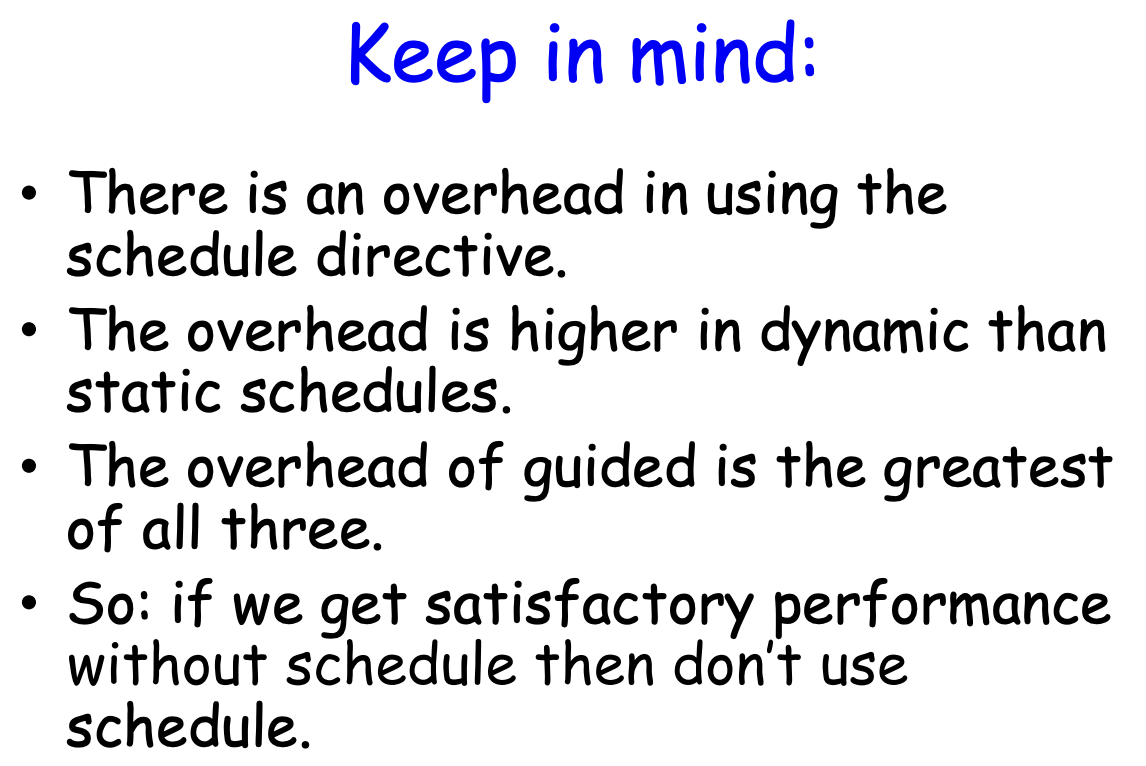 Keep in mind:
• There is an overhead in using the
schedule directive.
• The overhead is higher in dynamic than
static schedules.
• The overhead of guided is the greatest
of all three.
• So: if we get satisfactory performance
without schedule then don't use
schedule.